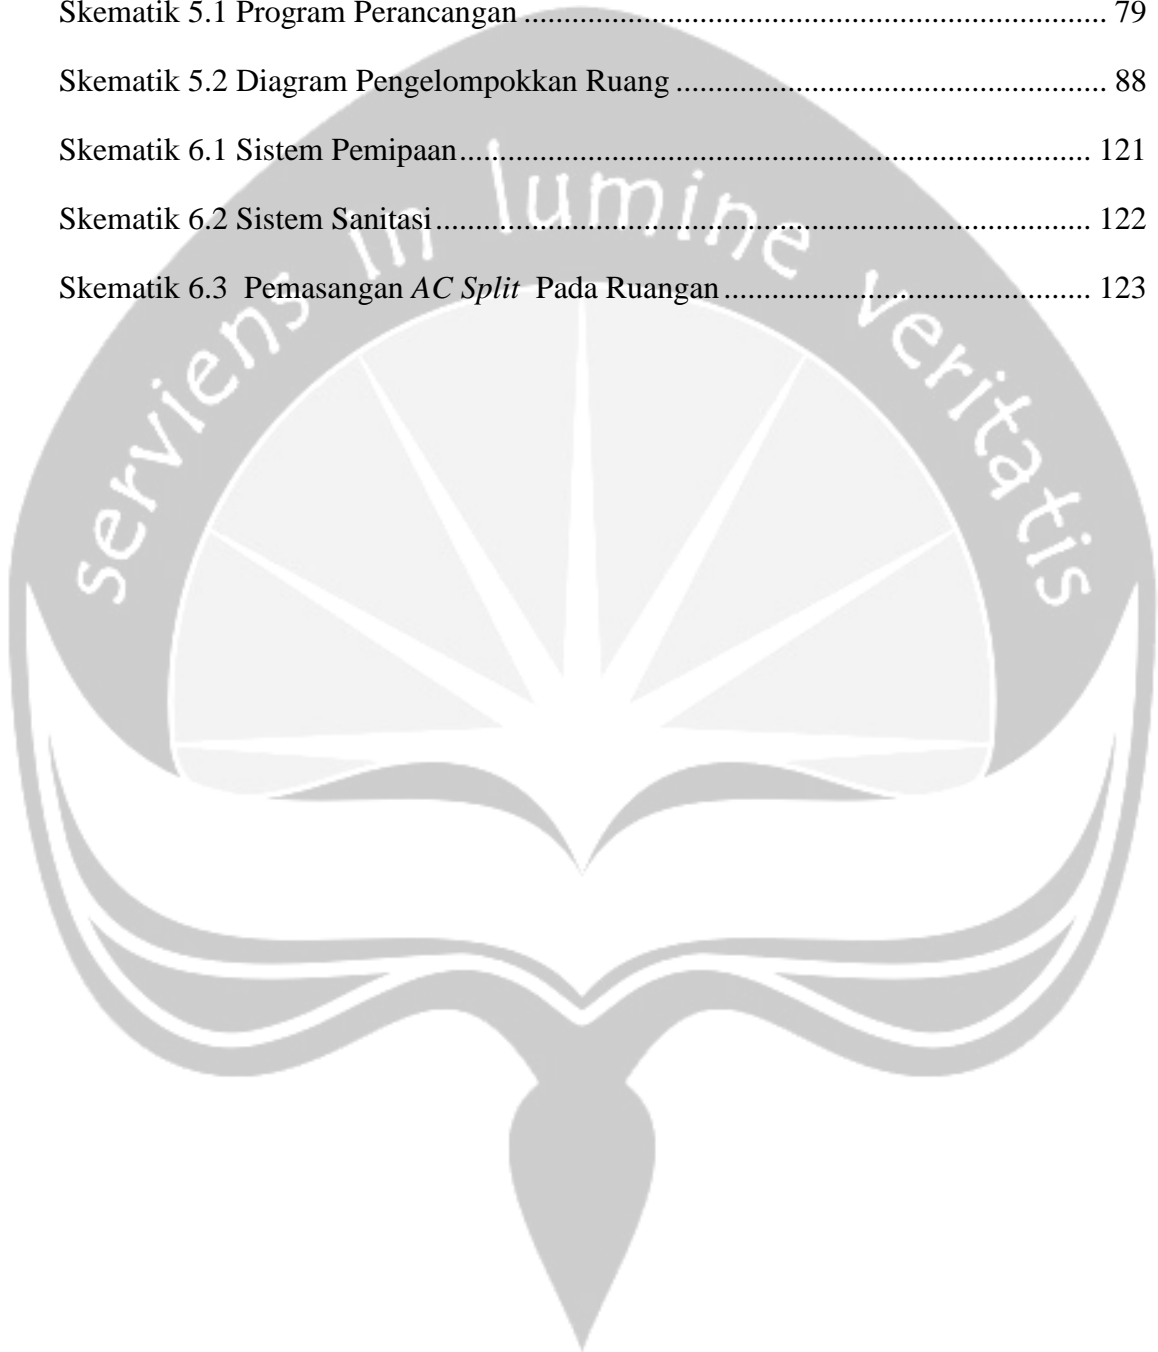 Skematik 5.1 Program Perancangan ........................................................................ 79
Skematik 5.2 Diagram Pengelompokkan Ruang ..................................................... 88
Skematik 6.1 Sistem Pemipaan.............................................................................. 121
Skematik 6.2 Sistem Sanitasi................................................................................. 122
Skematik 6.3  Pemasangan AC Split  Pada Ruangan ............................................. 123
serviens in lumine veritatis